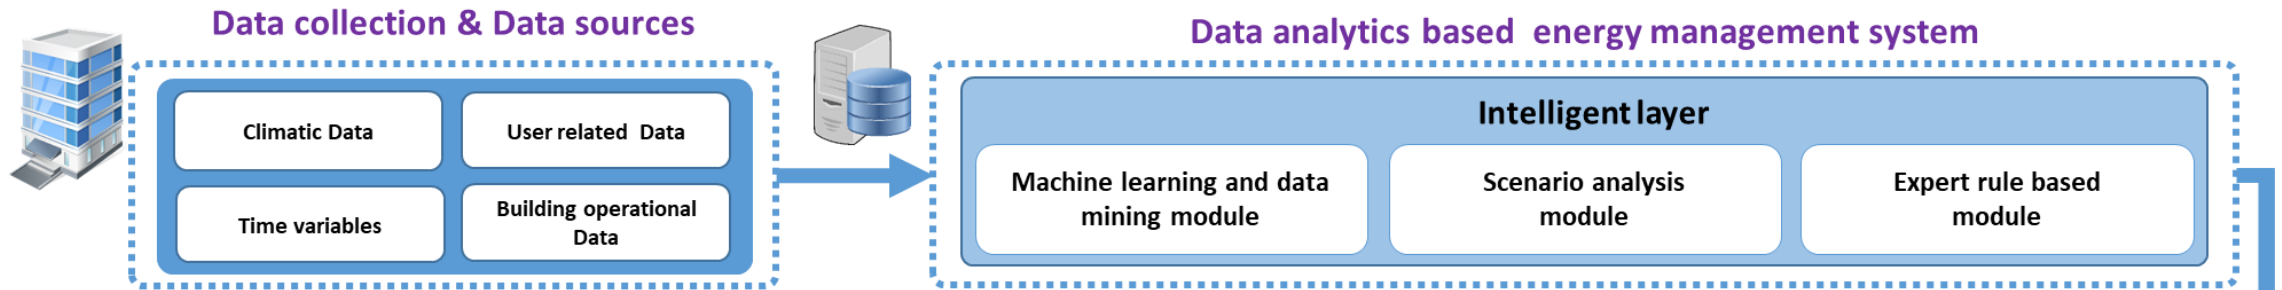 Data collection & Data sources
Climatic Data
User related Data
Time variables
Building operational
Data
Data analytics based energy management system
Intelligent layer
Machine learning and data
mining module
Scenario analysis
module
Expert rule based
module